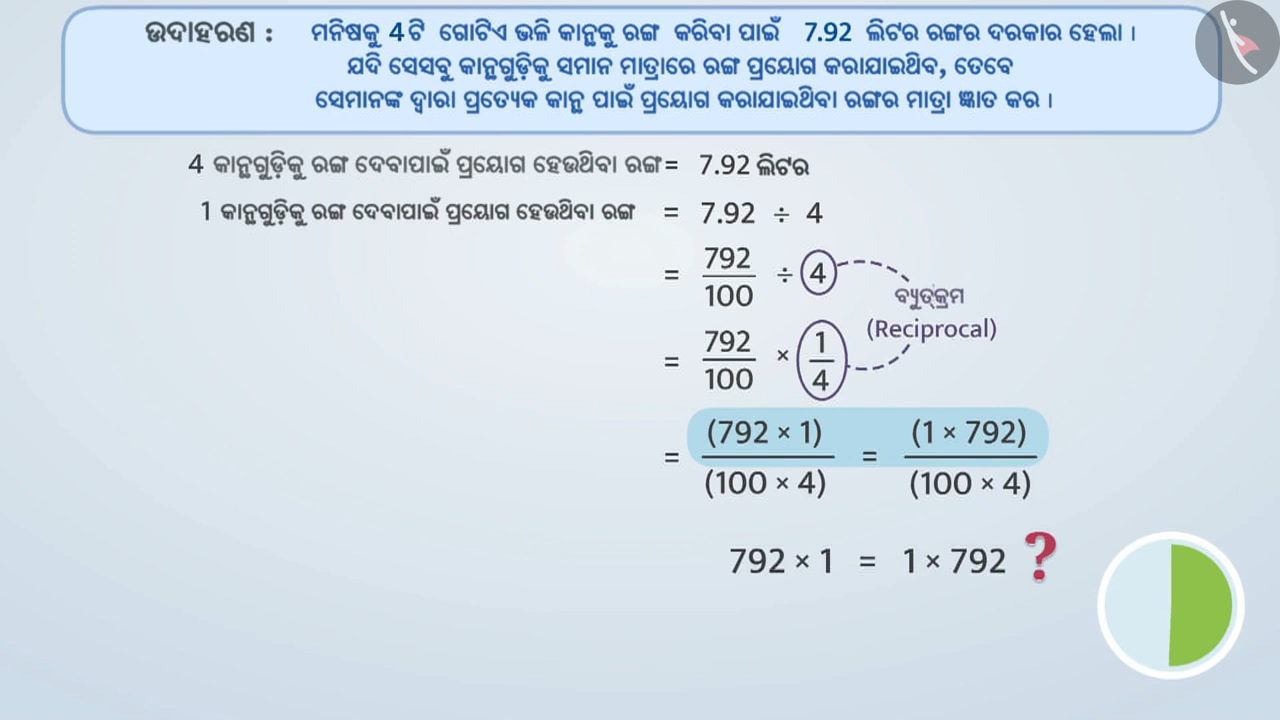 ଉଦାହରଣ : ମନିଷକୁ 4ଟି ଗୋଟିଏ ଭଳି କାନ୍ଥକୁ ରଙ୍ଗ କରିବା ପାଇଁ 7.92 ଲିଟର ରଙ୍ଗର ଦରକାର ହେଲା ।
ଯଦି ସେସବୁ କାନ୍ଥଗୁଡ଼ିକୁ ସମାନ ମାତ୍ରାରେ ରଙ୍ଗ ପ୍ରୟୋଗ କରାଯାଇଥିବ, ତେବେ
ସେମାନଙ୍କ ଦ୍ୱାରା ପ୍ରତ୍ୟେକ କାନ୍ଥ ପାଇଁ ପ୍ରୟୋଗ କରାଯାଇଥିବା ରଙ୍ଗର ମାତ୍ରା ଜ୍ଞାତ କର ।
4 କାନ୍ଥଗୁଡ଼ିକୁ ରଙ୍ଗ ଦେବାପାଇଁ ପ୍ରୟୋଗ ହେଉଥିବା ରଙ୍ଗ = 7.92 ଲିଟର
1 କାନ୍ଥଗୁଡ଼ିକୁ ରଙ୍ଗ ଦେବାପାଇଁ ପ୍ରୟୋଗ ହେଉଥିବା ରଙ୍ଗ = 7.92 ÷ 4
= 792/100 ÷ 4
ବ୍ୟୁତ୍କ୍ରମ
(Reciprocal)
= 792/100 × 1/4
= (792 × 1)/(100 × 4) = (1 × 792)/(100 × 4)
792 × 1 = 1 × 792 ?